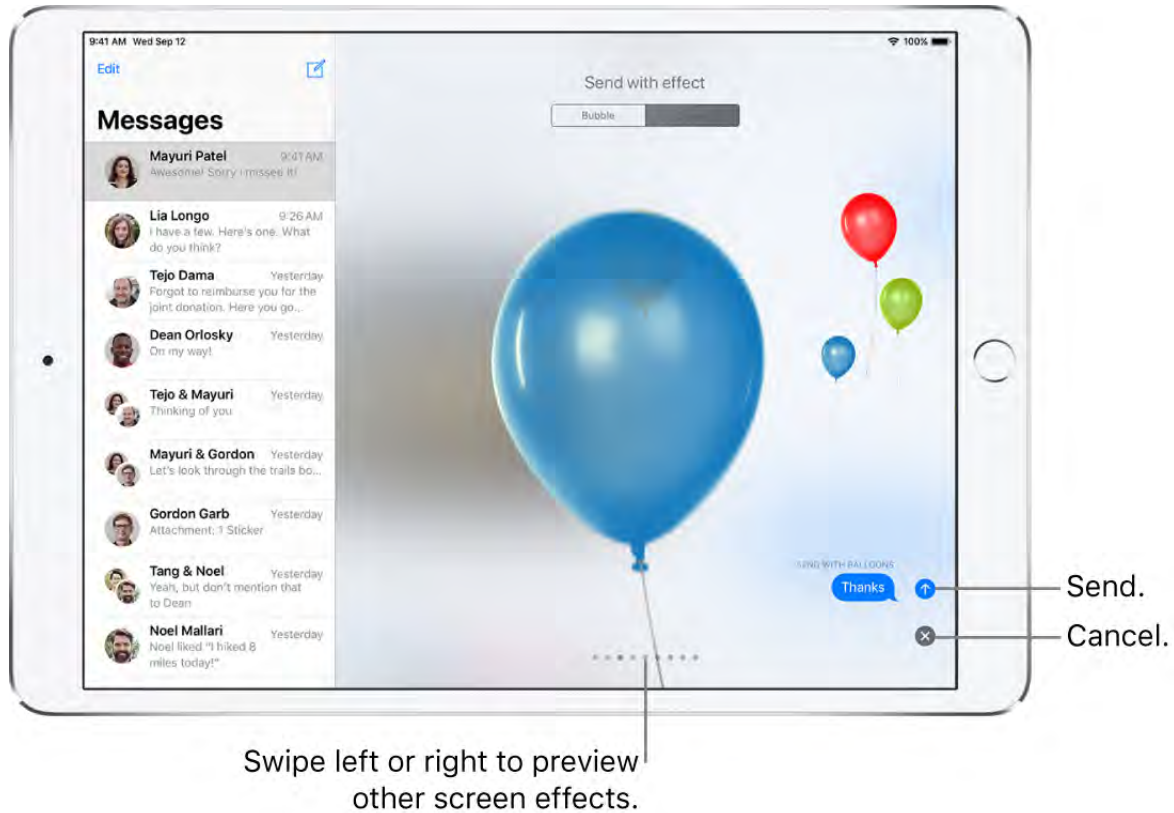 9:41 AM Wed Sep 12
100%
Edit
Messages
Mayuri Patel 9:41 AM
Awesome! Sorry I missee it!
Lia Longo 9:26 AM
I have a few. Here's one. What
do you think?
Tejo Dama Yesterday
Forgot to reimburse you for the
joint donation. Here you go...
Dean Orlosky Yesterday
On my way!
Tejo & Mayuri Yesterday
Thinking of you
Mayuri & Gordon Yesterday
Let's look through the trails bo...
Gordon Garb Yesterday
Attachment: 1 Sticker
Tang & Noel Yesterday
Yeah, but don't mention that
to Dean
Noel Mallari Yesterday
Noel liked "I hiked 8
miles today!"
Send with effect
Bubble
SEND WITH BALLOONS
Thanks
Send.
Cancel.
Swipe left or right to preview
other screen effects.